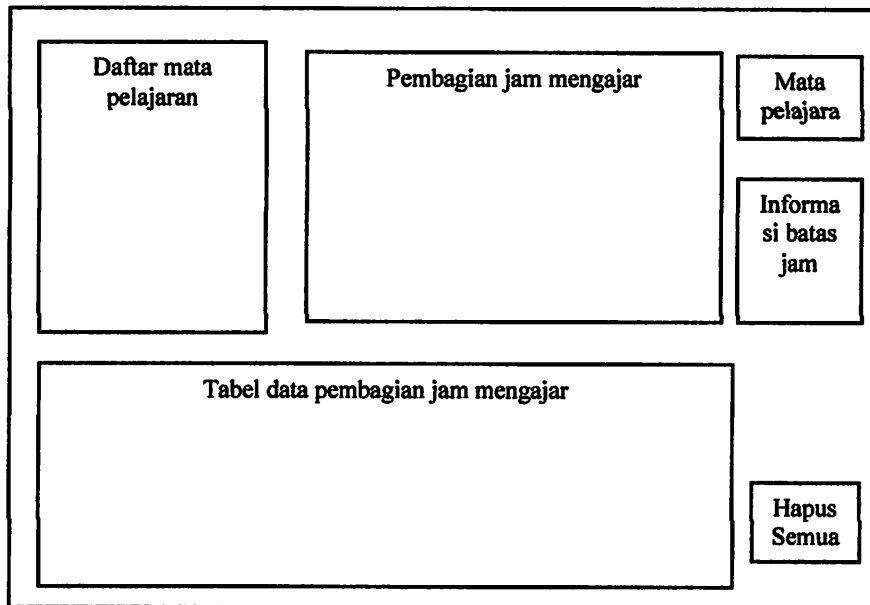 Daftar mata
pelajaran
Pembagian jam mengajar
Mata
pelajara
Informa
si batas
jam
Tabel data pembagian jam mengajar
Hapus
Semua